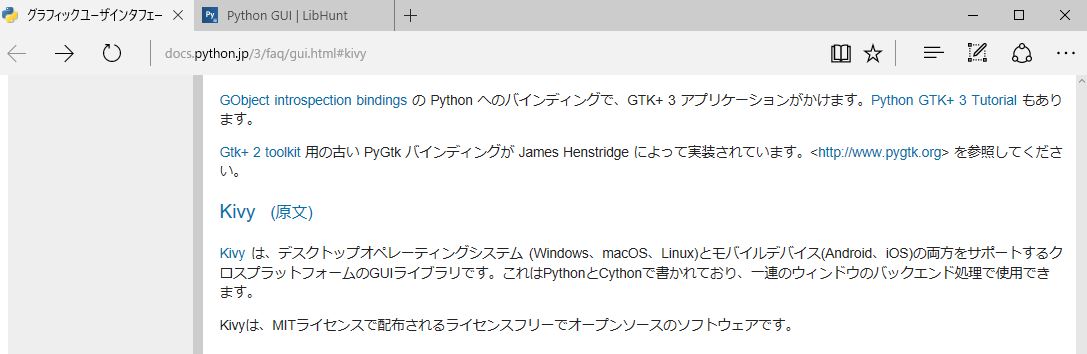 グラフィックユーザインタフェー
Python GUI | LibHunt
docs.python.jp/3/faq/gui.html#kivy
GObject introspection bindings の Python へのバインディングで、GTK+ 3 アプリケーションがかけます。Python GTK+ 3 Tutorial もあり
ます。
Gtk+ 2 toolkit 用の古い PyGtk バインディングが James Henstridge によって実装されています。<http://www.pygtk.org> を参照してくださ
い。
Kivy (原文)
Kivy は、デスクトップオペレーティングシステム (Windows、macOS、Linux)とモバイルデバイス(Android、iOS)の両方をサポートするク
ロスプラットフォームのGUIライブラリです。これはPythonとCythonで書かれており、一連のウィンドウのバックエンド処理で使用でき
ます。
Kivyは、MITライセンスで配布されるライセンスフリーでオープンソースのソフトウェアです。